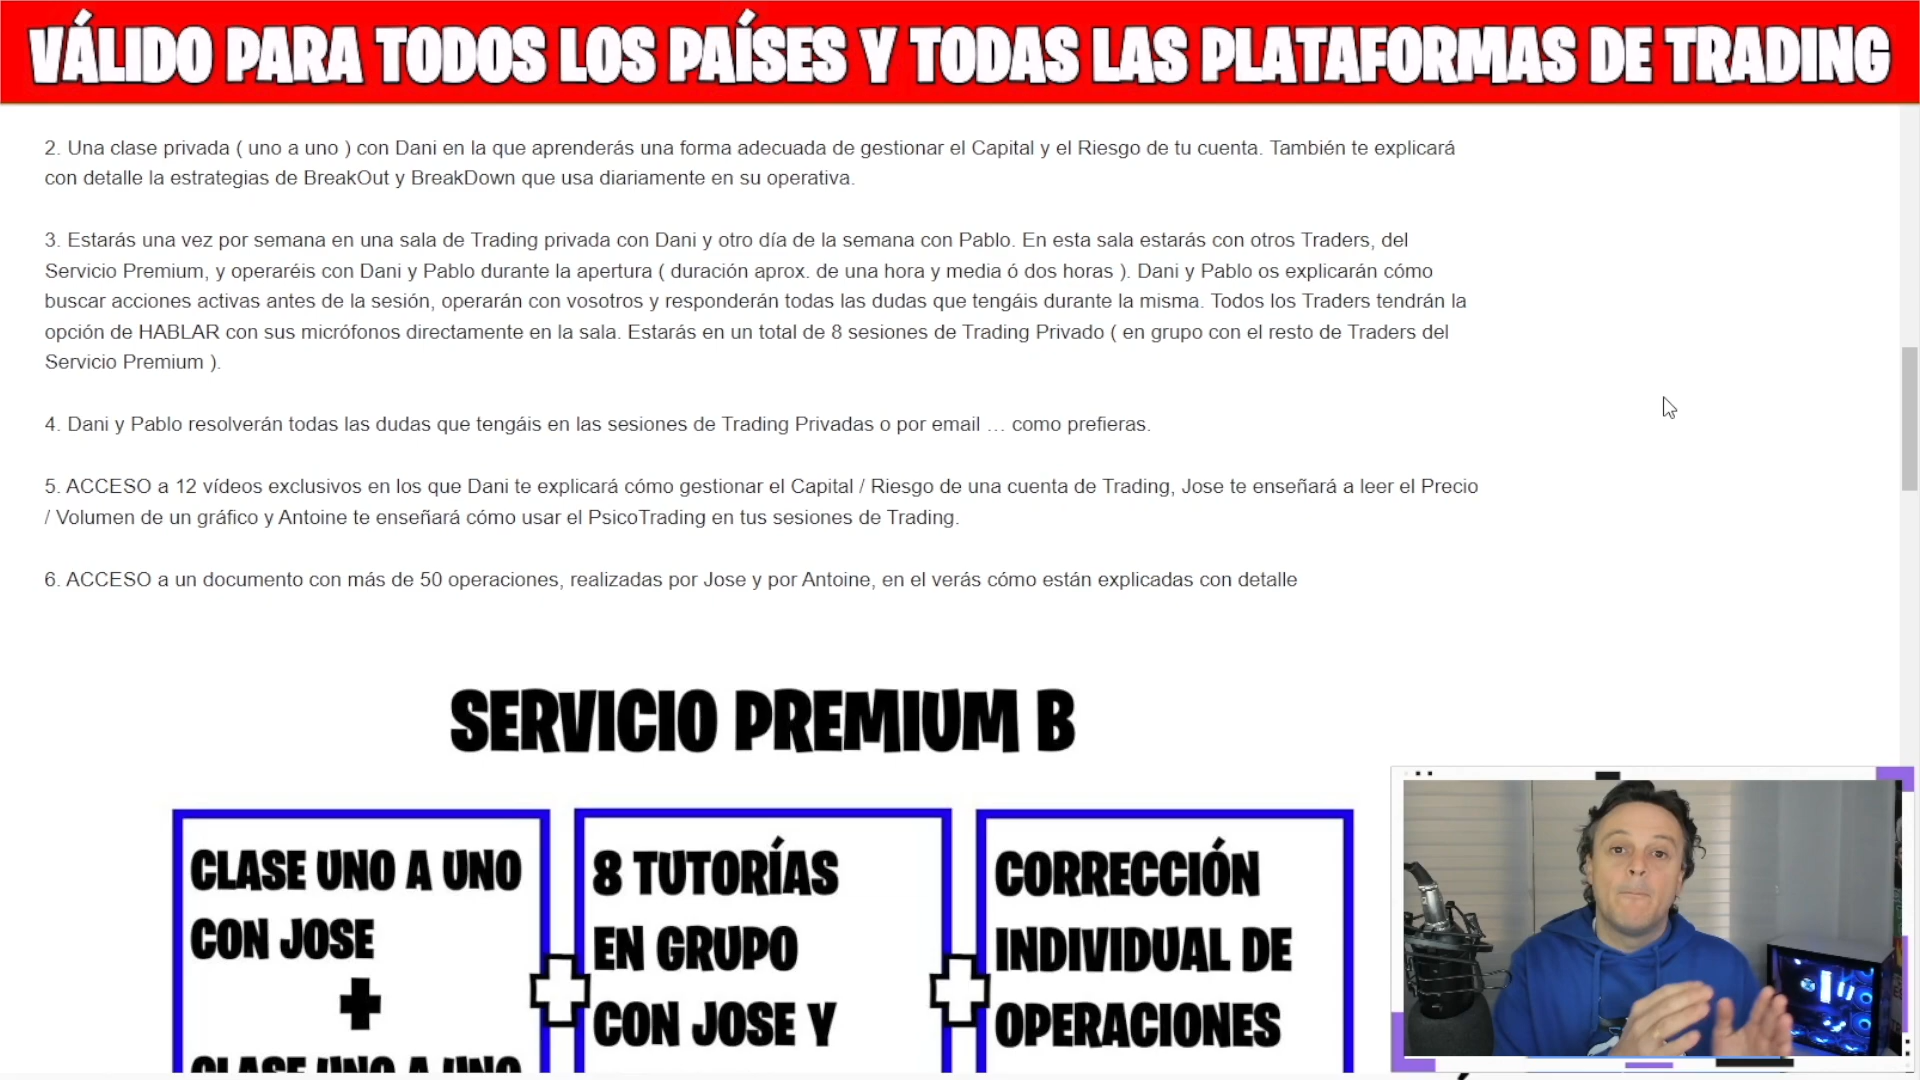 VÁLIDO PARA TODOS LOS PAÍSES Y TODAS LAS PLATAFORMAS DE TRADING
2. Una clase privada ( uno a uno ) con Dani en la que aprenderás una forma adecuada de gestionar el Capital y el Riesgo de tu cuenta. También te explicará
con detalle la estrategias de BreakOut y BreakDown que usa diariamente en su operativa.
3. Estarás una vez por semana en una sala de Trading privada con Dani y otro día de la semana con Pablo. En esta sala estarás con otros Traders, del
Servicio Premium, y operaréis con Dani y Pablo durante la apertura ( duración aprox. de una hora y media ó dos horas ). Dani y Pablo os explicarán cómo
buscar acciones activas antes de la sesión, operarán con vosotros y responderán todas las dudas que tengáis durante la misma. Todos los Traders tendrán la
opción de HABLAR con sus micrófonos directamente en la sala. Estarás en un total de 8 sesiones de Trading Privado ( en grupo con el resto de Traders del
Servicio Premium ).
4. Dani y Pablo resolverán todas las dudas que tengáis en las sesiones de Trading Privadas o por email … como prefieras.
5. ACCESO a 12 vídeos exclusivos en los que Dani te explicará cómo gestionar el Capital / Riesgo de una cuenta de Trading, Jose te enseñará a leer el Precio
/ Volumen de un gráfico y Antoine te enseñará cómo usar el PsicoTrading en tus sesiones de Trading.
6. ACCESO a un documento con más de 50 operaciones, realizadas por Jose y por Antoine, en el verás cómo están explicadas con detalle
SERVICIO PREMIUM B
CLASE UNO A UNO
CON JOSE
+
CLASE UNO A UNO
8 TUTORÍAS
EN GRUPO
CON JOSE Y
CORRECCIÓN
INDIVIDUAL DE
OPERACIONES